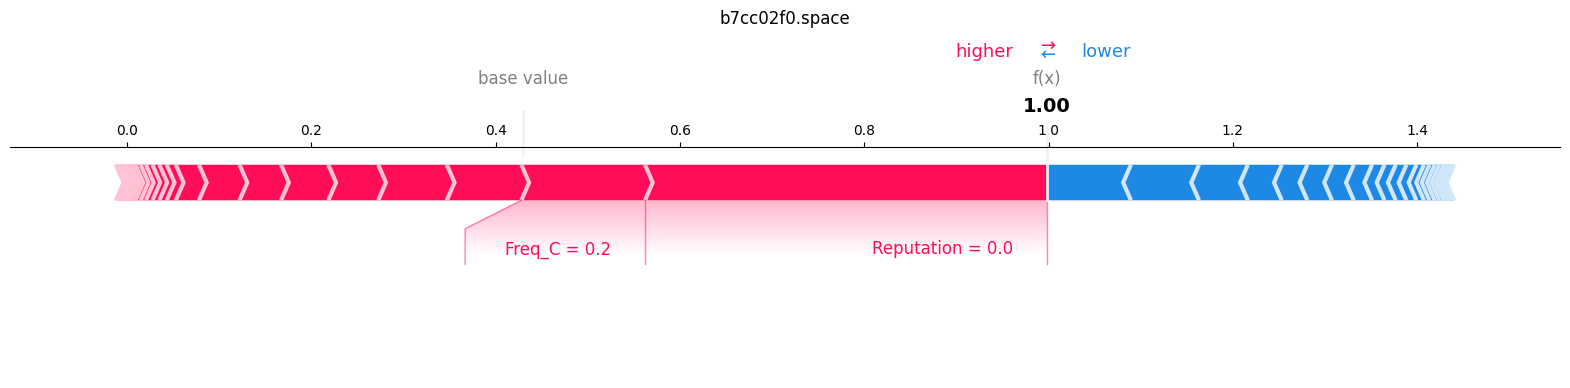 b7cc02f0.space
higher ⇄ lower
base value f(x)
1.00
0.0 0.2 0.4 0.6 0.8 1.0 1.2 1.4
Freq_C = 0.2 Reputation = 0.0